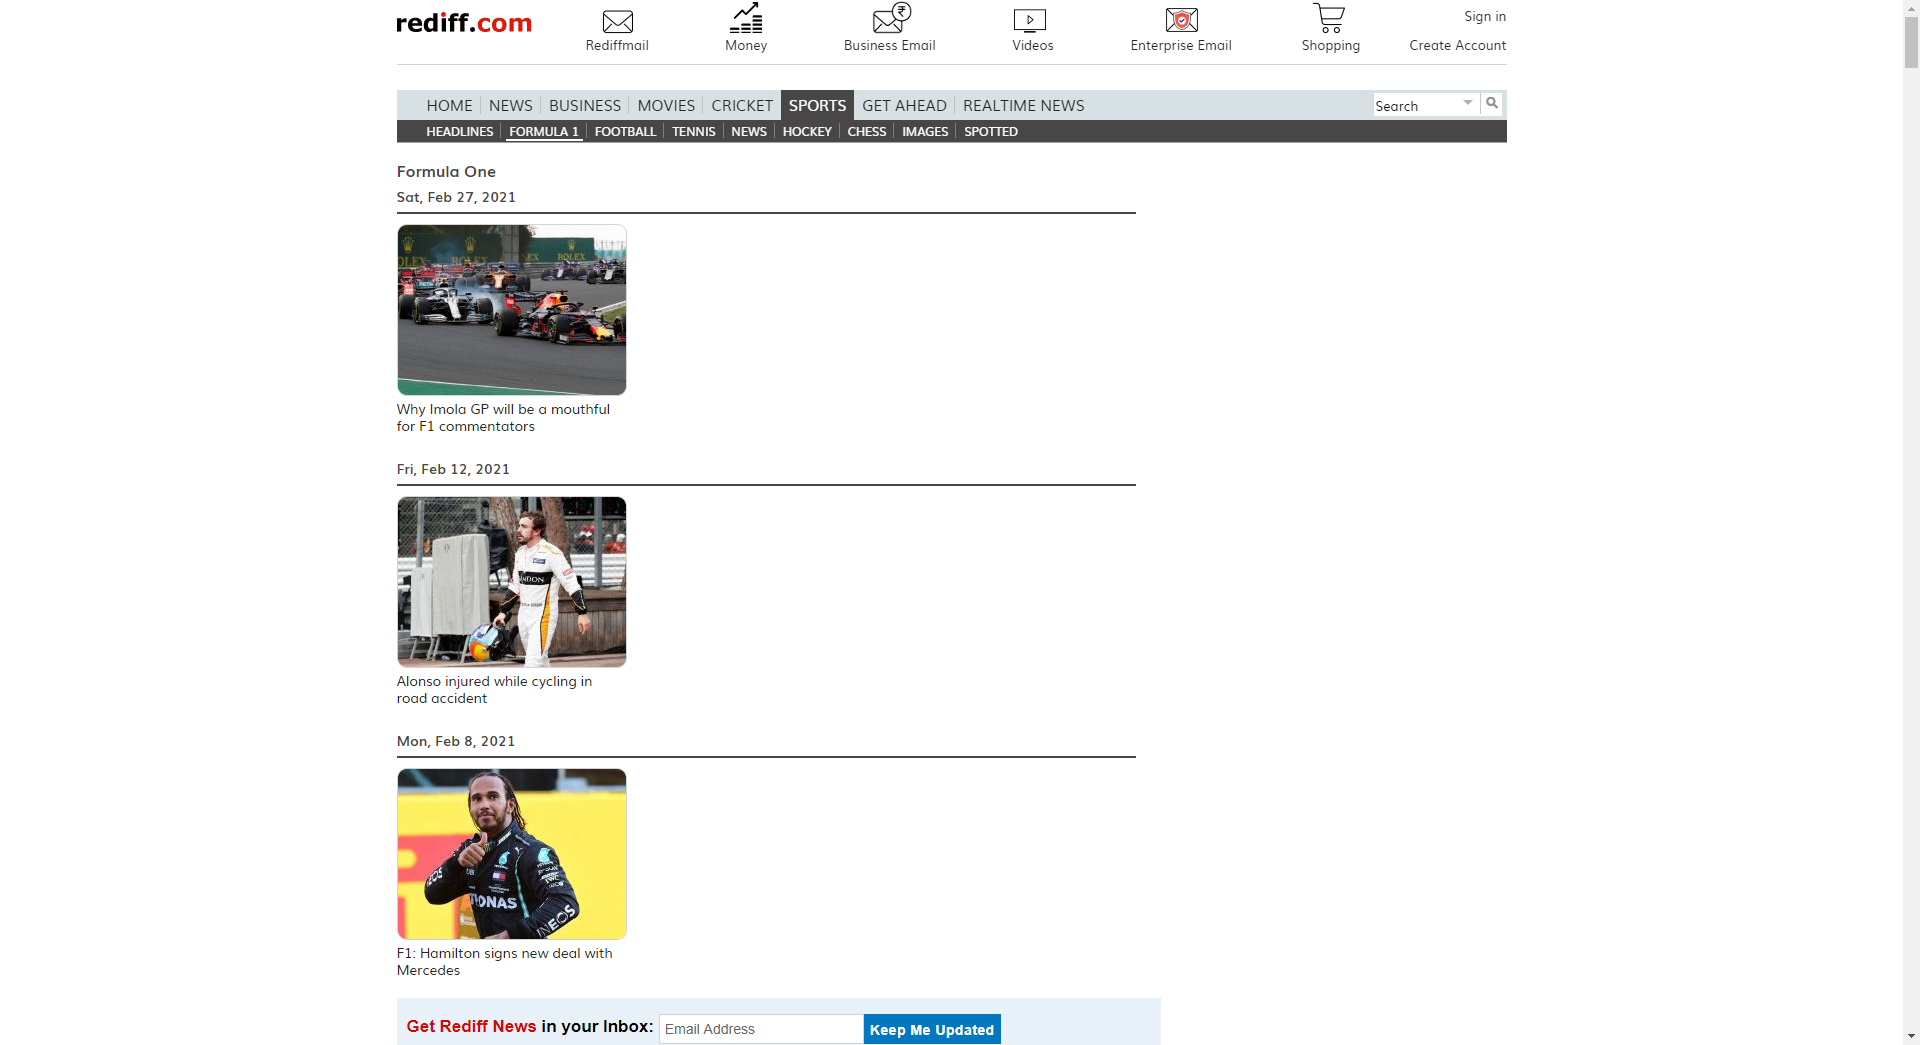 rediff.com
Rediffmail
Money
Business Email
Videos
Enterprise Email
Shopping
Sign in
Create Account
HOME NEWS BUSINESS MOVIES CRICKET SPORTS GET AHEAD REALTIME NEWS
Search
HEADLINES FORMULA 1 FOOTBALL TENNIS NEWS HOCKEY CHESS IMAGES SPOTTED
Formula One
Sat, Feb 27, 2021
ROLEX
ROLEX
Why Imola GP will be a mouthful
for F1 commentators
Fri, Feb 12, 2021
Alonso injured while cycling in
road accident
Mon, Feb 8, 2021
INEOS
F1: Hamilton signs new deal with
Mercedes
Get Rediff News in your Inbox:
Email Address
Keep Me Updated